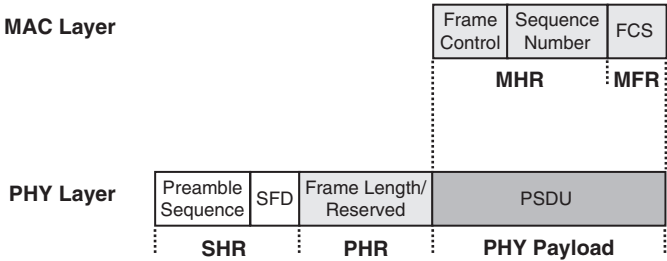 MAC Layer
Frame
Control
Sequence
Number
FCS
MHR
MFR
PHY Layer
Preamble
Sequence
SFD
Frame Length/
Reserved
PSDU
SHR
PHR
PHY Payload